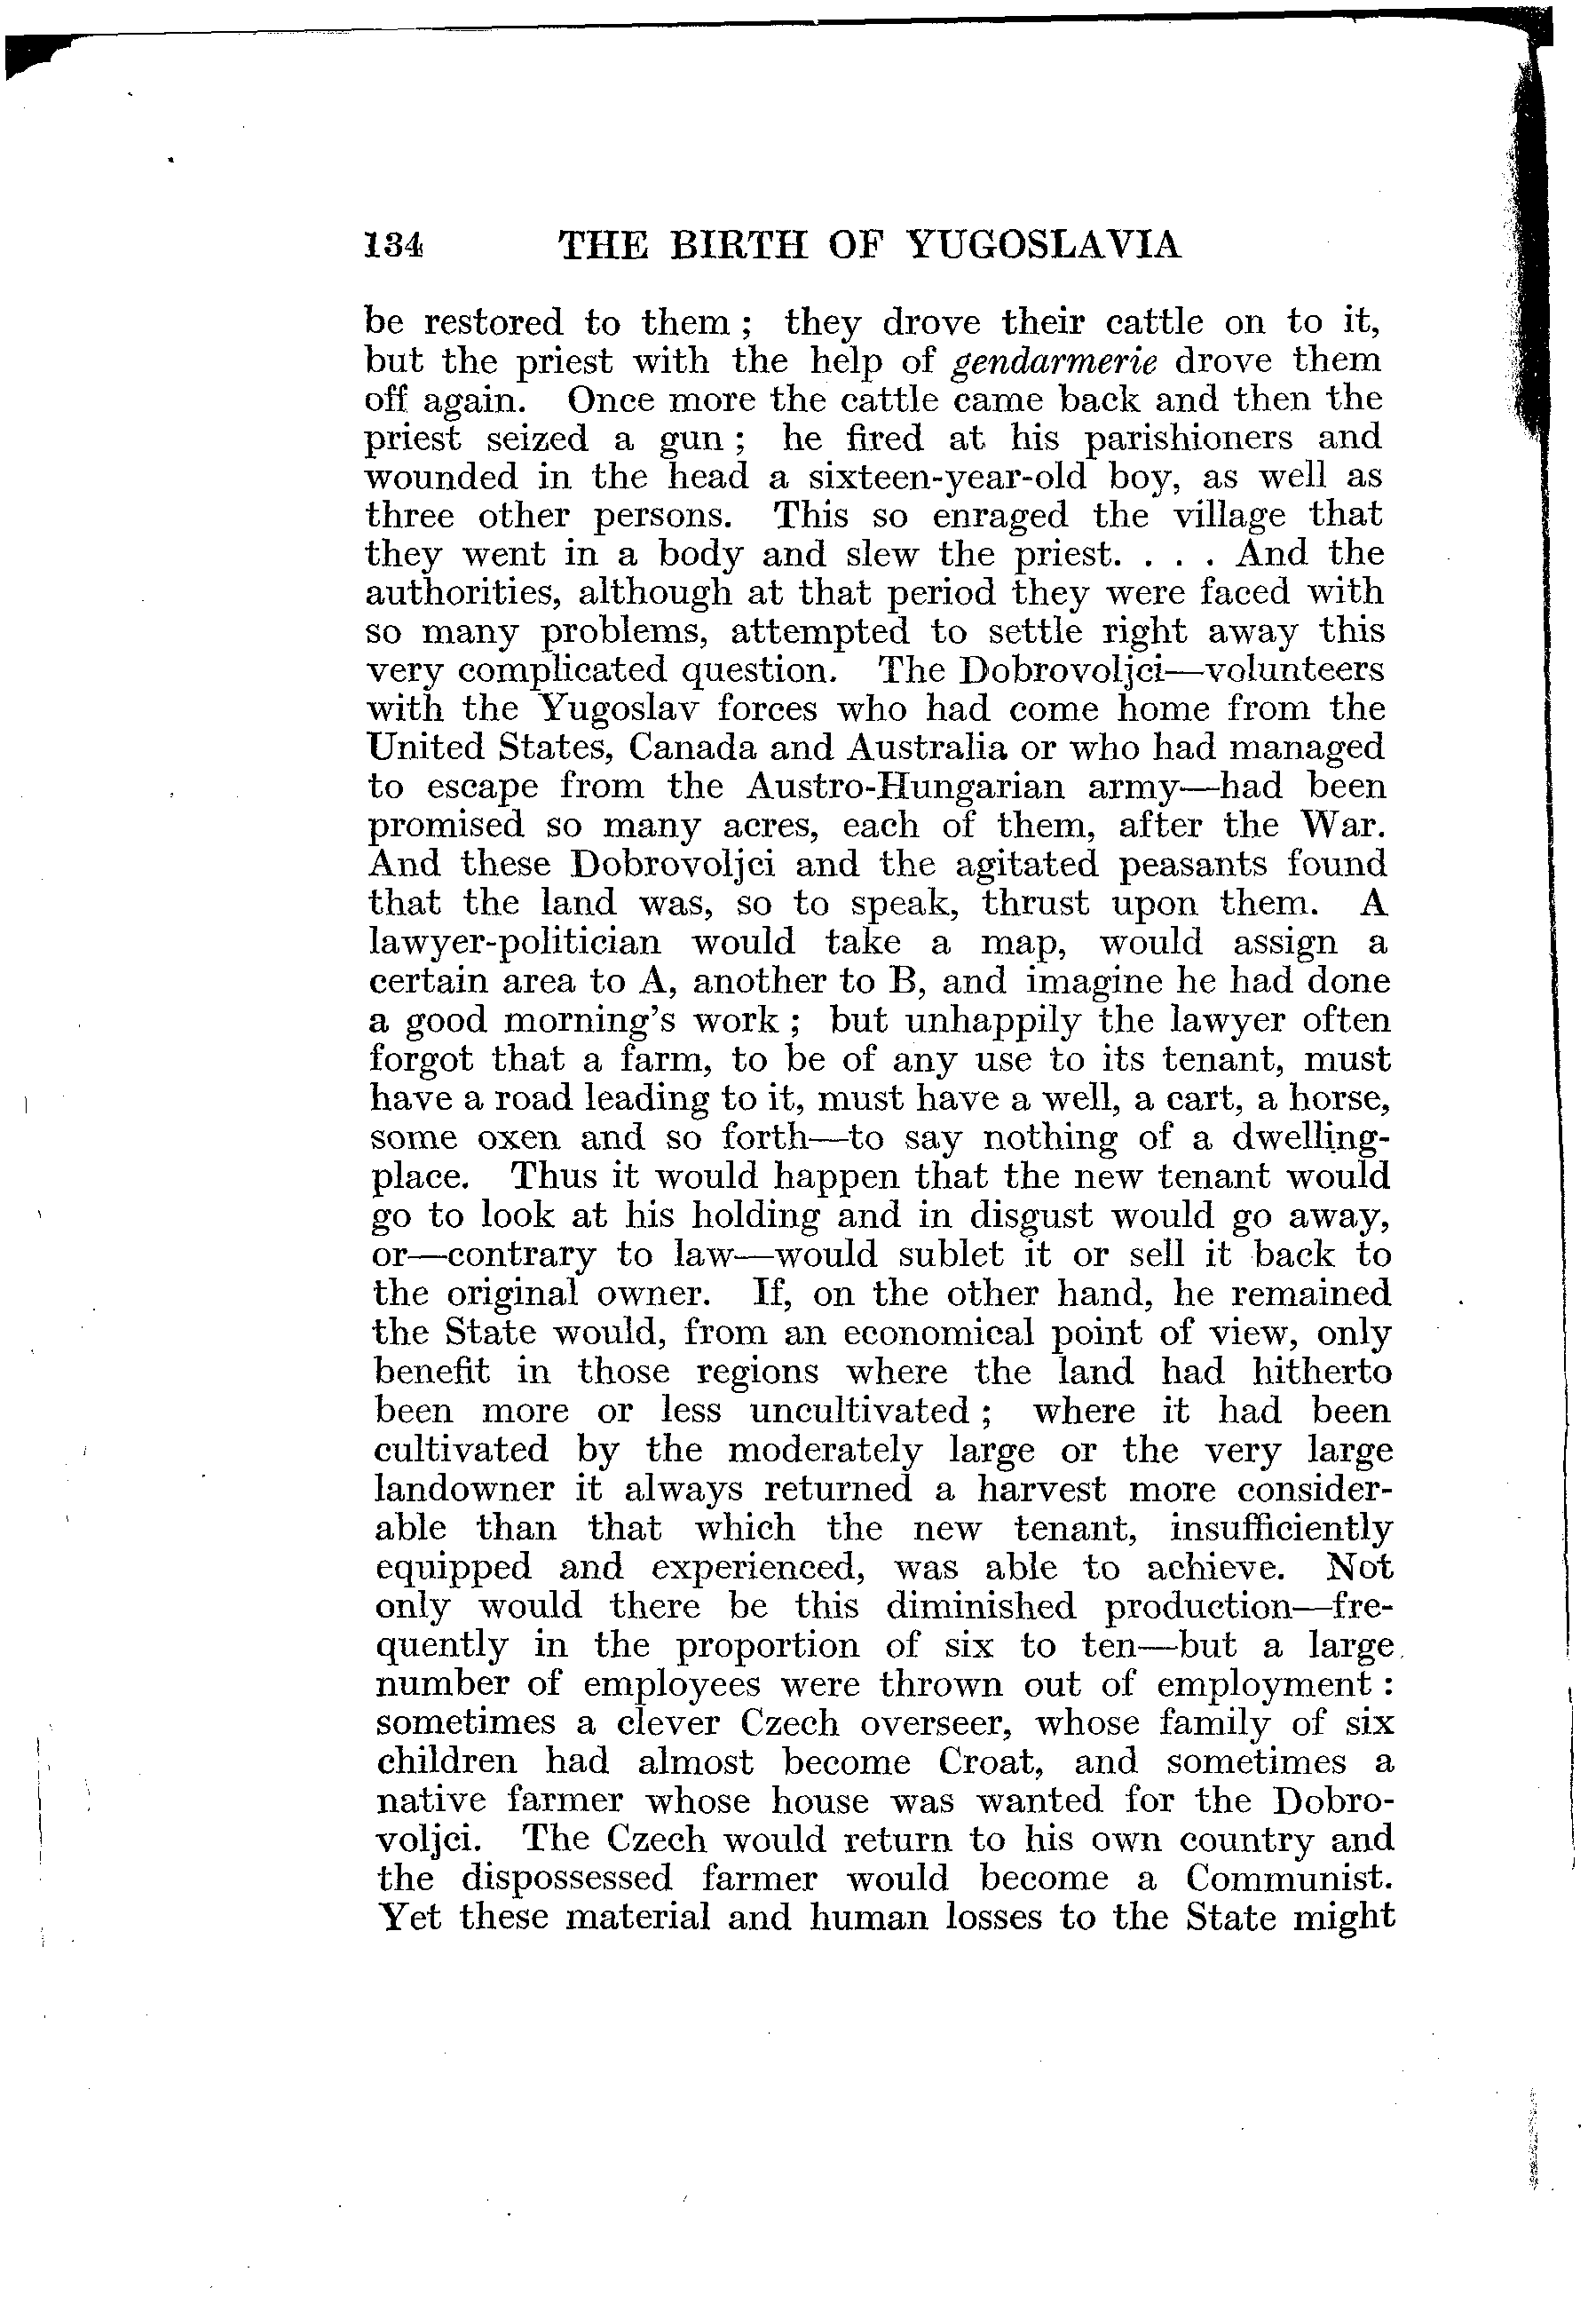 134 THE BIRTH OF YUGOSLAVIA
be restored to them ; they drove their cattle on to it,
but the priest with the help of gendarmerie drove them
off again. Once more the cattle came back and then the
priest seized a gun ; he fired at his parishioners and
wounded in the head a sixteen-year-old boy, as well as
three other persons. This so enraged the village that
they went in a body and slew the priest. . . . And the
authorities, although at that period they were faced with
so many problems, attempted to settle right away this
very complicated question. The Dobrovoljci—volunteers
with the Yugoslav forces who had come home from the
United States, Canada and Australia or who had managed
to escape from the Austro-Hungarian army—had been
promised so many acres, each of them, after the War.
And these Dobrovoljci and the agitated peasants found
that the land was, so to speak, thrust upon them. A
lawyer-politician would take a map, would assign a
certain area to A, another to B, and imagine he had done
a good morning's work ; but unhappily the lawyer often
forgot that a farm, to be of any use to its tenant, must
have a road leading to it, must have a well, a cart, a horse,
some oxen and so forth—to say nothing of a dwelling-
place. Thus it would happen that the new tenant would
go to look at his holding and in disgust would go away,
or—contrary to law—would sublet it or sell it back to
the original owner. If, on the other hand, he remained
the State would, from an economical point of view, only
benefit in those regions where the land had hitherto
been more or less uncultivated ; where it had been
cultivated by the moderately large or the very large
landowner it always returned a harvest more consider-
able than that which the new tenant, insufficiently
equipped and experienced, was able to achieve. Not
only would there be this diminished production—fre-
quently in the proportion of six to ten—but a large
number of employees were thrown out of employment :
sometimes a clever Czech overseer, whose family of six
children had almost become Croat, and sometimes a
native farmer whose house was wanted for the Dobro-
voljci. The Czech would return to his own country and
the dispossessed farmer would become a Communist.
Yet these material and human losses to the State might